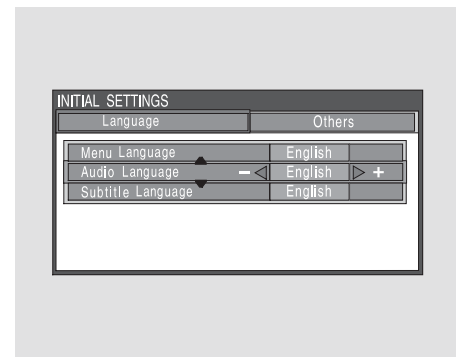 INITIAL SETTINGS
Language Others
Menu Language English
Audio Language – English +
Subtitle Language English